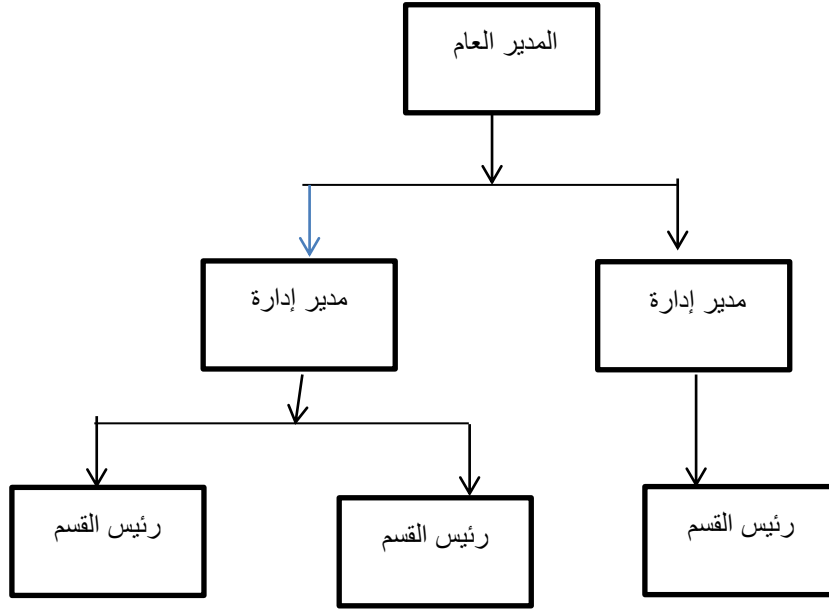 المدير العام
مدير إدارة
مدير إدارة
رئيس القسم
رئيس القسم
رئيس القسم